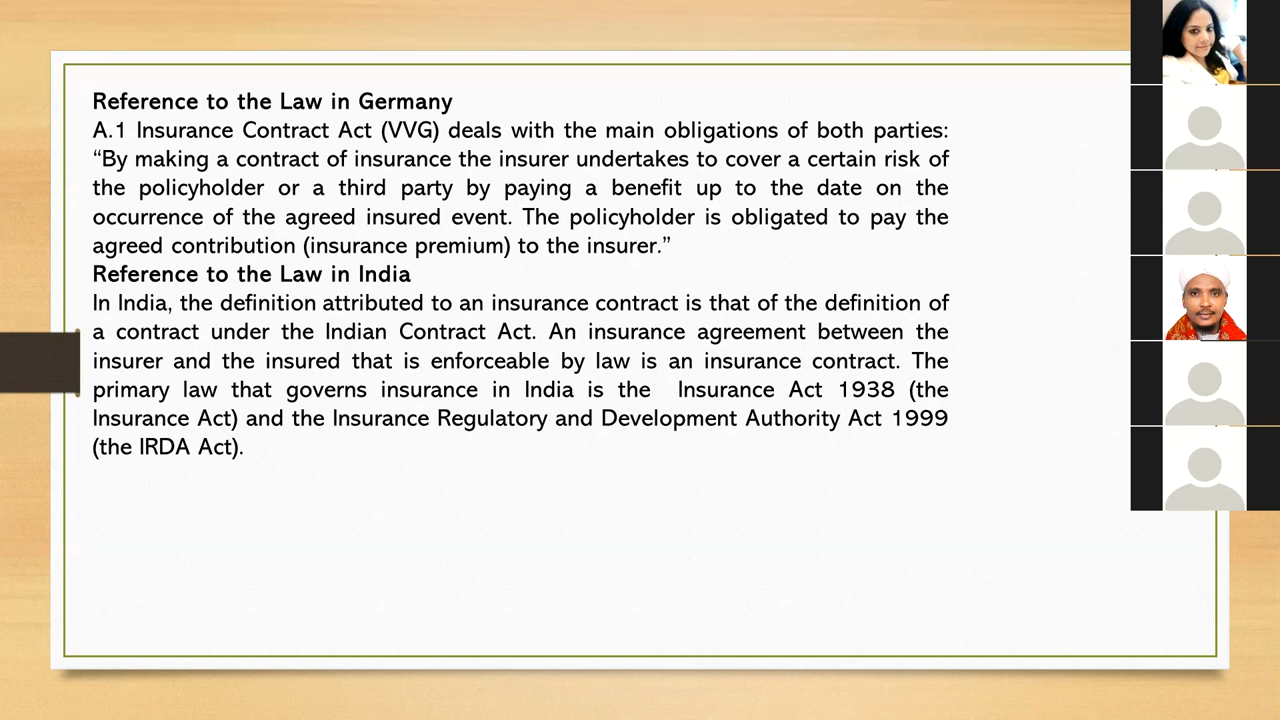 Reference to the Law in Germany
A.1 Insurance Contract Act (VVG) deals with the main obligations of both parties:
“By making a contract of insurance the insurer undertakes to cover a certain risk of
the policyholder or a third party by paying a benefit up to the date on the
occurrence of the agreed insured event. The policyholder is obligated to pay the
agreed contribution (insurance premium) to the insurer.”
Reference to the Law in India
In India, the definition attributed to an insurance contract is that of the definition of
a contract under the Indian Contract Act. An insurance agreement between the
insurer and the insured that is enforceable by law is an insurance contract. The
primary law that governs insurance in India is the  Insurance Act 1938 (the
Insurance Act) and the Insurance Regulatory and Development Authority Act 1999
(the IRDA Act).